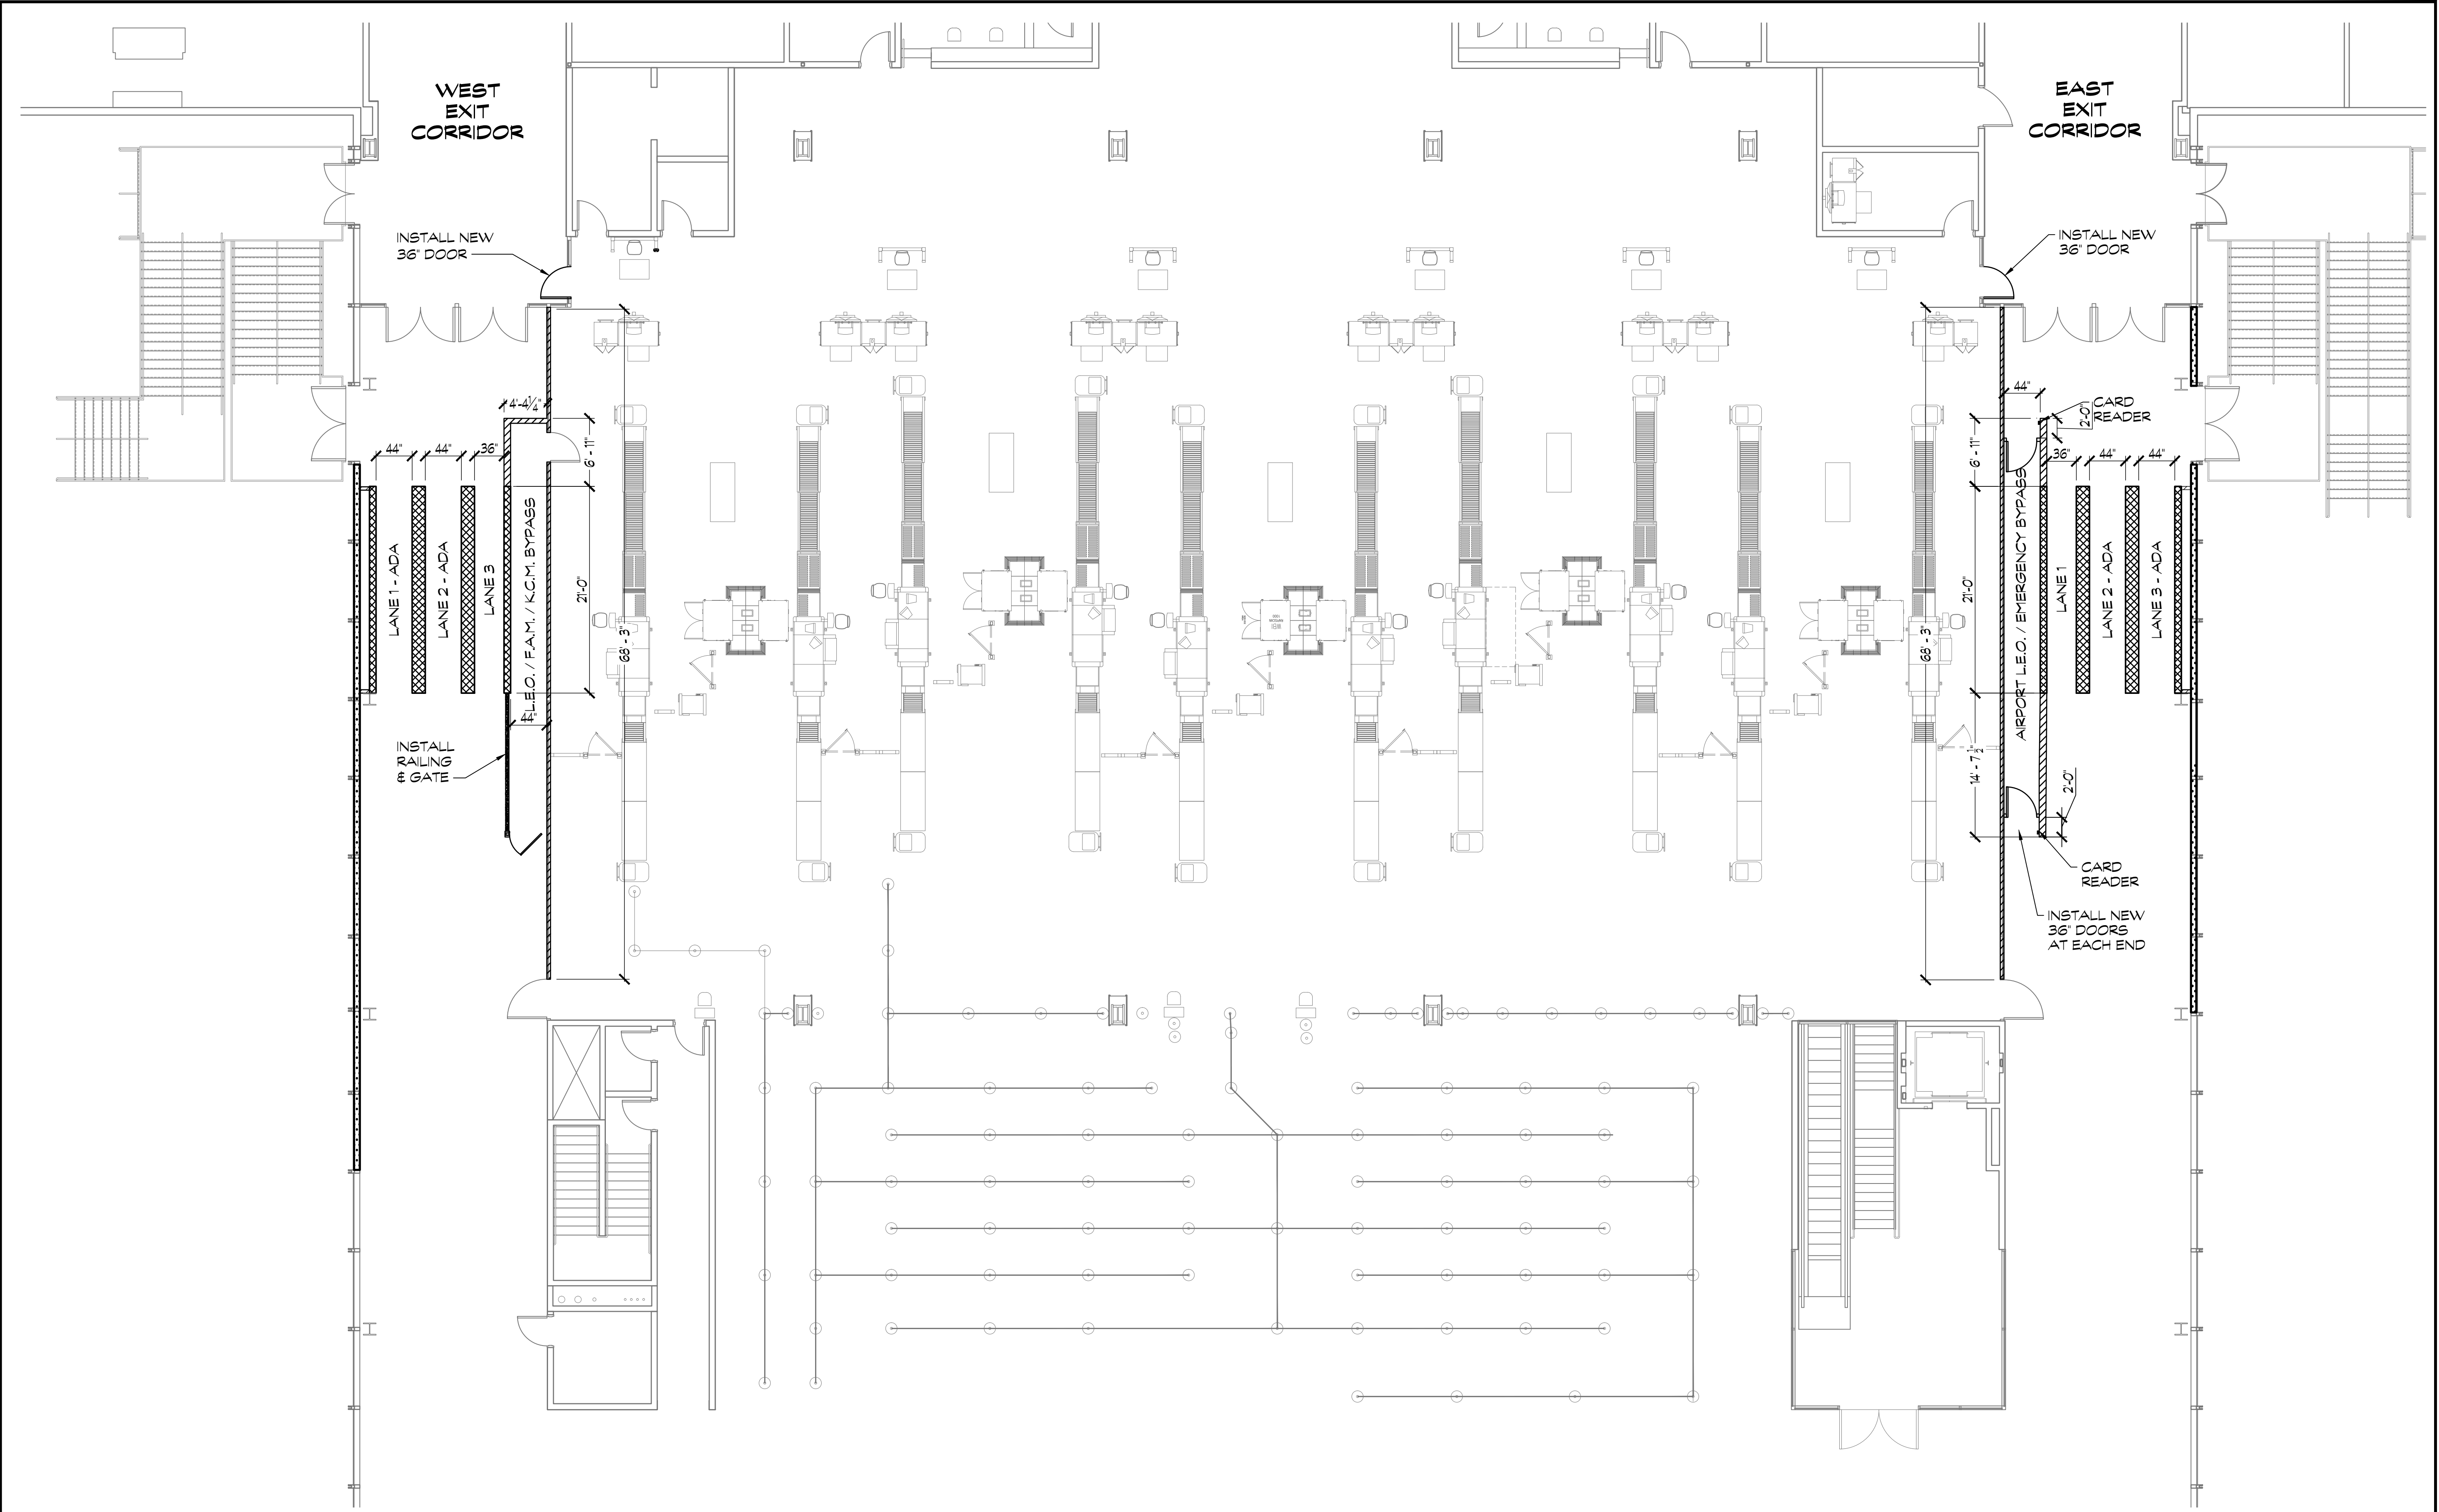 WEST
EXIT
CORRIDOR
EAST
EXIT
CORRIDOR
INSTALL NEW
36" DOOR
INSTALL NEW
36" DOOR
4'-4¼"
6' - 11"
44"
44"
36"
LANE 1 - ADA
LANE 2 - ADA
LANE 3
L.E.O. / F.A.M. / K.C.M. BYPASS
21'-0"
68' - 3"
44"
INSTALL
RAILING
& GATE
44"
CARD
READER
2'-0"
6' - 11"
36"
44"
44"
AIRPORT L.E.O. / EMERGENCY BYPASS
LANE 1
LANE 2 - ADA
LANE 3 - ADA
21'-0"
68' - 3"
14' - 7 ½"
2'-0"
CARD
READER
INSTALL NEW
36" DOORS
AT EACH END